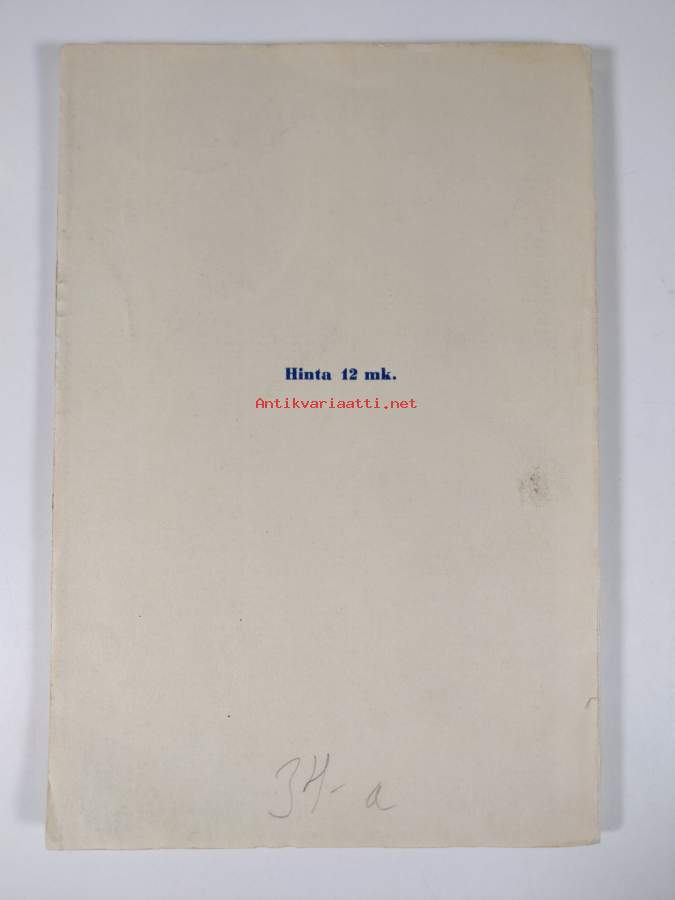 Hinta 12 mk.
Antikvariaatti.net
34- a